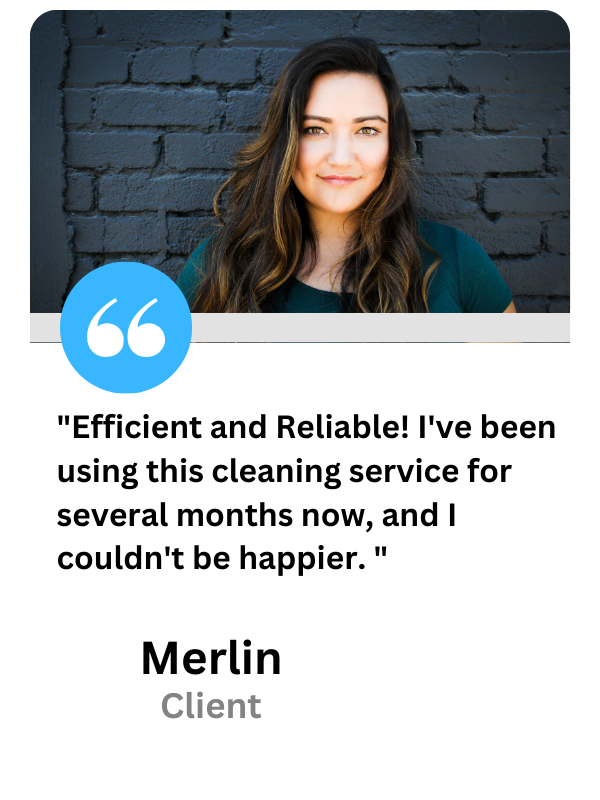 "Efficient and Reliable! I've been
using this cleaning service for
several months now, and I
couldn't be happier. "
Merlin
Client